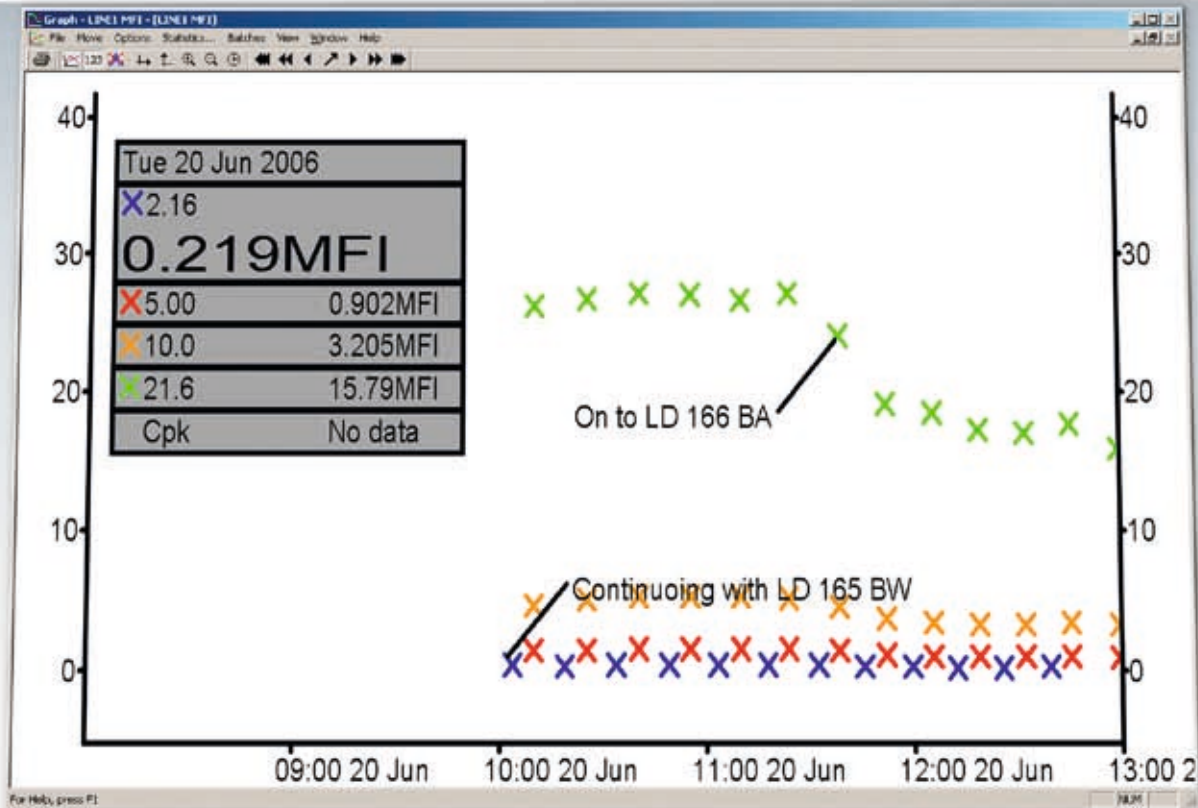 Graph - LINE1 MFI - [LINE1 MFI]
File Move Options Statistics... Batches View Window Help
123
40
30
20
10
0
Tue 20 Jun 2006
2.16
0.219MFI
5.00 0.902MFI
10.0 3.205MFI
21.6 15.79MFI
Cpk No data
On to LD 166 BA
Continuoing with LD 165 BW
40
30
20
10
0
09:00 20 Jun 10:00 20 Jun 11:00 20 Jun 12:00 20 Jun 13:00 2
For Help, press F1
NUM